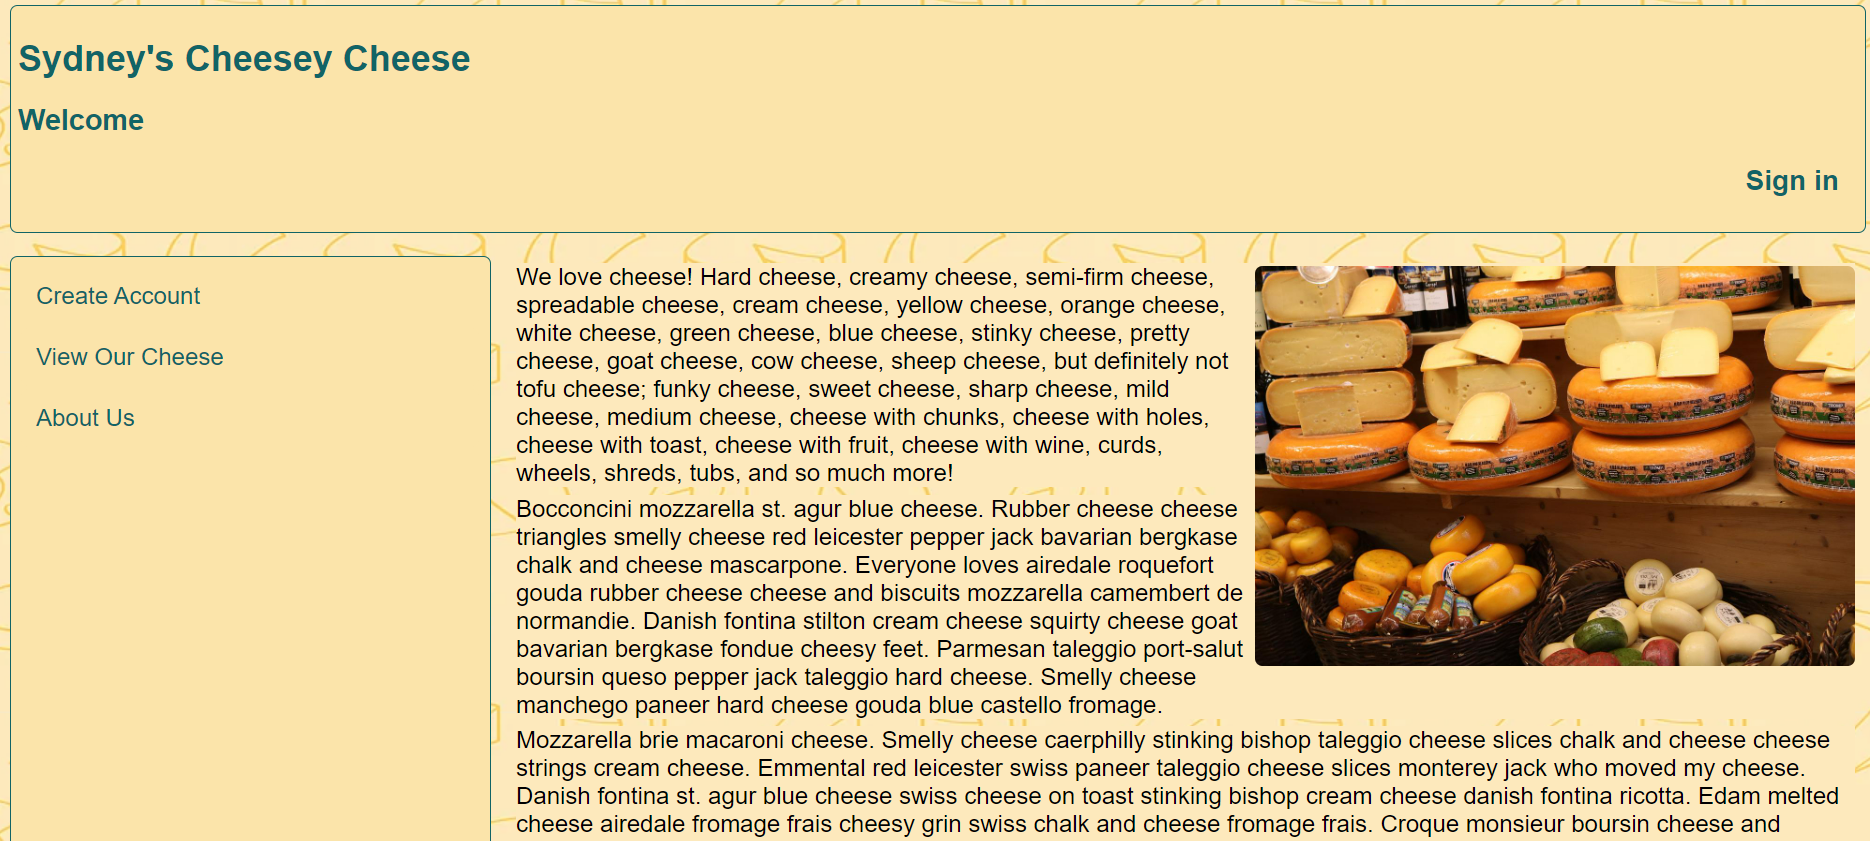 Sydney's Cheesey Cheese
Welcome
Sign in
Create Account
View Our Cheese
About Us
We love cheese! Hard cheese, creamy cheese, semi-firm cheese,
spreadable cheese, cream cheese, yellow cheese, orange cheese,
white cheese, green cheese, blue cheese, stinky cheese, pretty
cheese, goat cheese, cow cheese, sheep cheese, but definitely not
tofu cheese; funky cheese, sweet cheese, sharp cheese, mild
cheese, medium cheese, cheese with chunks, cheese with holes,
cheese with toast, cheese with fruit, cheese with wine, curds,
wheels, shreds, tubs, and so much more!
Bocconcini mozzarella st. agur blue cheese. Rubber cheese cheese
triangles smelly cheese red leicester pepper jack bavarian bergkase
chalk and cheese mascarpone. Everyone loves airedale roquefort
gouda rubber cheese cheese and biscuits mozzarella camembert de
normandie. Danish fontina stilton cream cheese squirty cheese goat
bavarian bergkase fondue cheesy feet. Parmesan taleggio port-salut
boursin queso pepper jack taleggio hard cheese. Smelly cheese
manchego paneer hard cheese gouda blue castello fromage.
Mozzarella brie macaroni cheese. Smelly cheese caerphilly stinking bishop taleggio cheese slices chalk and cheese cheese
strings cream cheese. Emmental red leicester swiss paneer taleggio cheese slices monterey jack who moved my cheese.
Danish fontina st. agur blue cheese swiss cheese on toast stinking bishop cream cheese danish fontina ricotta. Edam melted
cheese airedale fromage frais cheesy grin swiss chalk and cheese fromage frais. Croque monsieur boursin cheese and